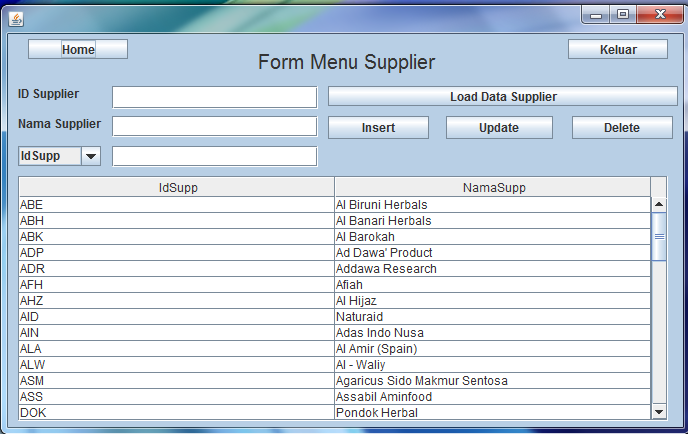 Home
Keluar
Form Menu Supplier
ID Supplier
Load Data Supplier
Nama Supplier
Insert Update Delete
IdSupp
IdSupp NamaSupp
ABE Al Biruni Herbals
ABH Al Banari Herbals
ABK Al Barokah
ADP Ad Dawa' Product
ADR Addawa Research
AFH Afiah
AHZ Al Hijaz
AID Naturaid
AIN Adas Indo Nusa
ALA Al Amir (Spain)
ALW Al - Waliy
ASM Agaricus Sido Makmur Sentosa
ASS Assabil Aminfood
DOK Pondok Herbal